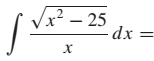 ∫ √(x² – 25) / x dx =